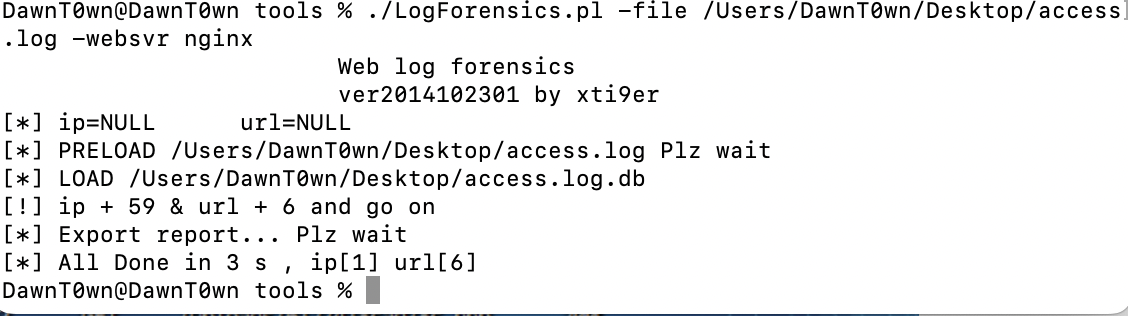 DawnT0wn@DawnT0wn tools % ./LogForensics.pl -file /Users/DawnT0wn/Desktop/access
.log -websvr nginx
Web log forensics
ver2014102301 by xti9er
[*] ip=NULL      url=NULL
[*] PRELOAD /Users/DawnT0wn/Desktop/access.log Plz wait
[*] LOAD /Users/DawnT0wn/Desktop/access.log.db
[!] ip + 59 & url + 6 and go on
[*] Export report... Plz wait
[*] All Done in 3 s , ip[1] url[6]
DawnT0wn@DawnT0wn tools %